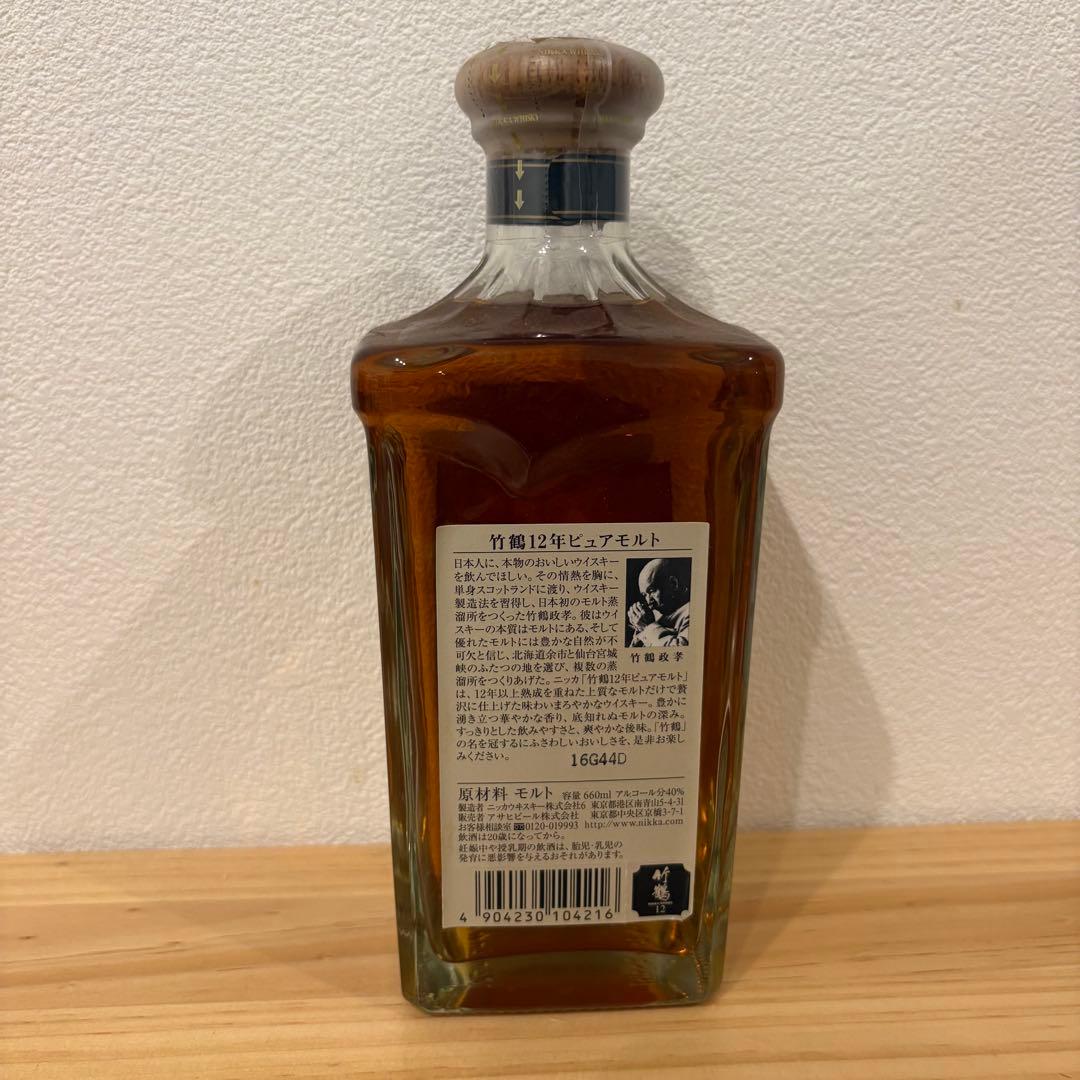 NIKKA WHISKY
竹鶴12年ピュアモルト
日本人に、本物のおいしいウイスキー
を飲んでほしい。その情熱を胸に、
単身スコットランドに渡り、ウイスキー
製造法を習得し、日本初のモルト蒸
溜所をつくった竹鶴政孝。彼はウイ
スキーの本質はモルトにある、そして
優れたモルトには豊かな自然が不
可欠と信じ、北海道余市と仙台宮城
峡のふたつの地を選び、複数の蒸
溜所をつくりあげた。ニッカ「竹鶴12年ピュアモルト」
は、12年以上熟成を重ねた上質なモルトだけで贅
沢に仕上げた味わいまろやかなウイスキー。豊かに
湧き立つ華やかな香り、底知れぬモルトの深み。
すっきりとした飲みやすさと、爽やかな後味。「竹鶴」
の名を冠するにふさわしいおいしさを、是非お楽し
みください。
竹鶴政孝
16G44D
原材料 モルト 容量 660ml アルコール分40%
製造者 ニッカウヰスキー株式会社6 東京都港区南青山5-4-31
販売者 アサヒビール株式会社 東京都中央区京橋3-7-1
お客様相談室 0120-019993 http://www.nikka.com
飲酒は20歳になってから。
妊娠中や授乳期の飲酒は、胎児・乳児の
発育に悪影響を与えるおそれがあります。
4 904230 104216
竹鶴
12